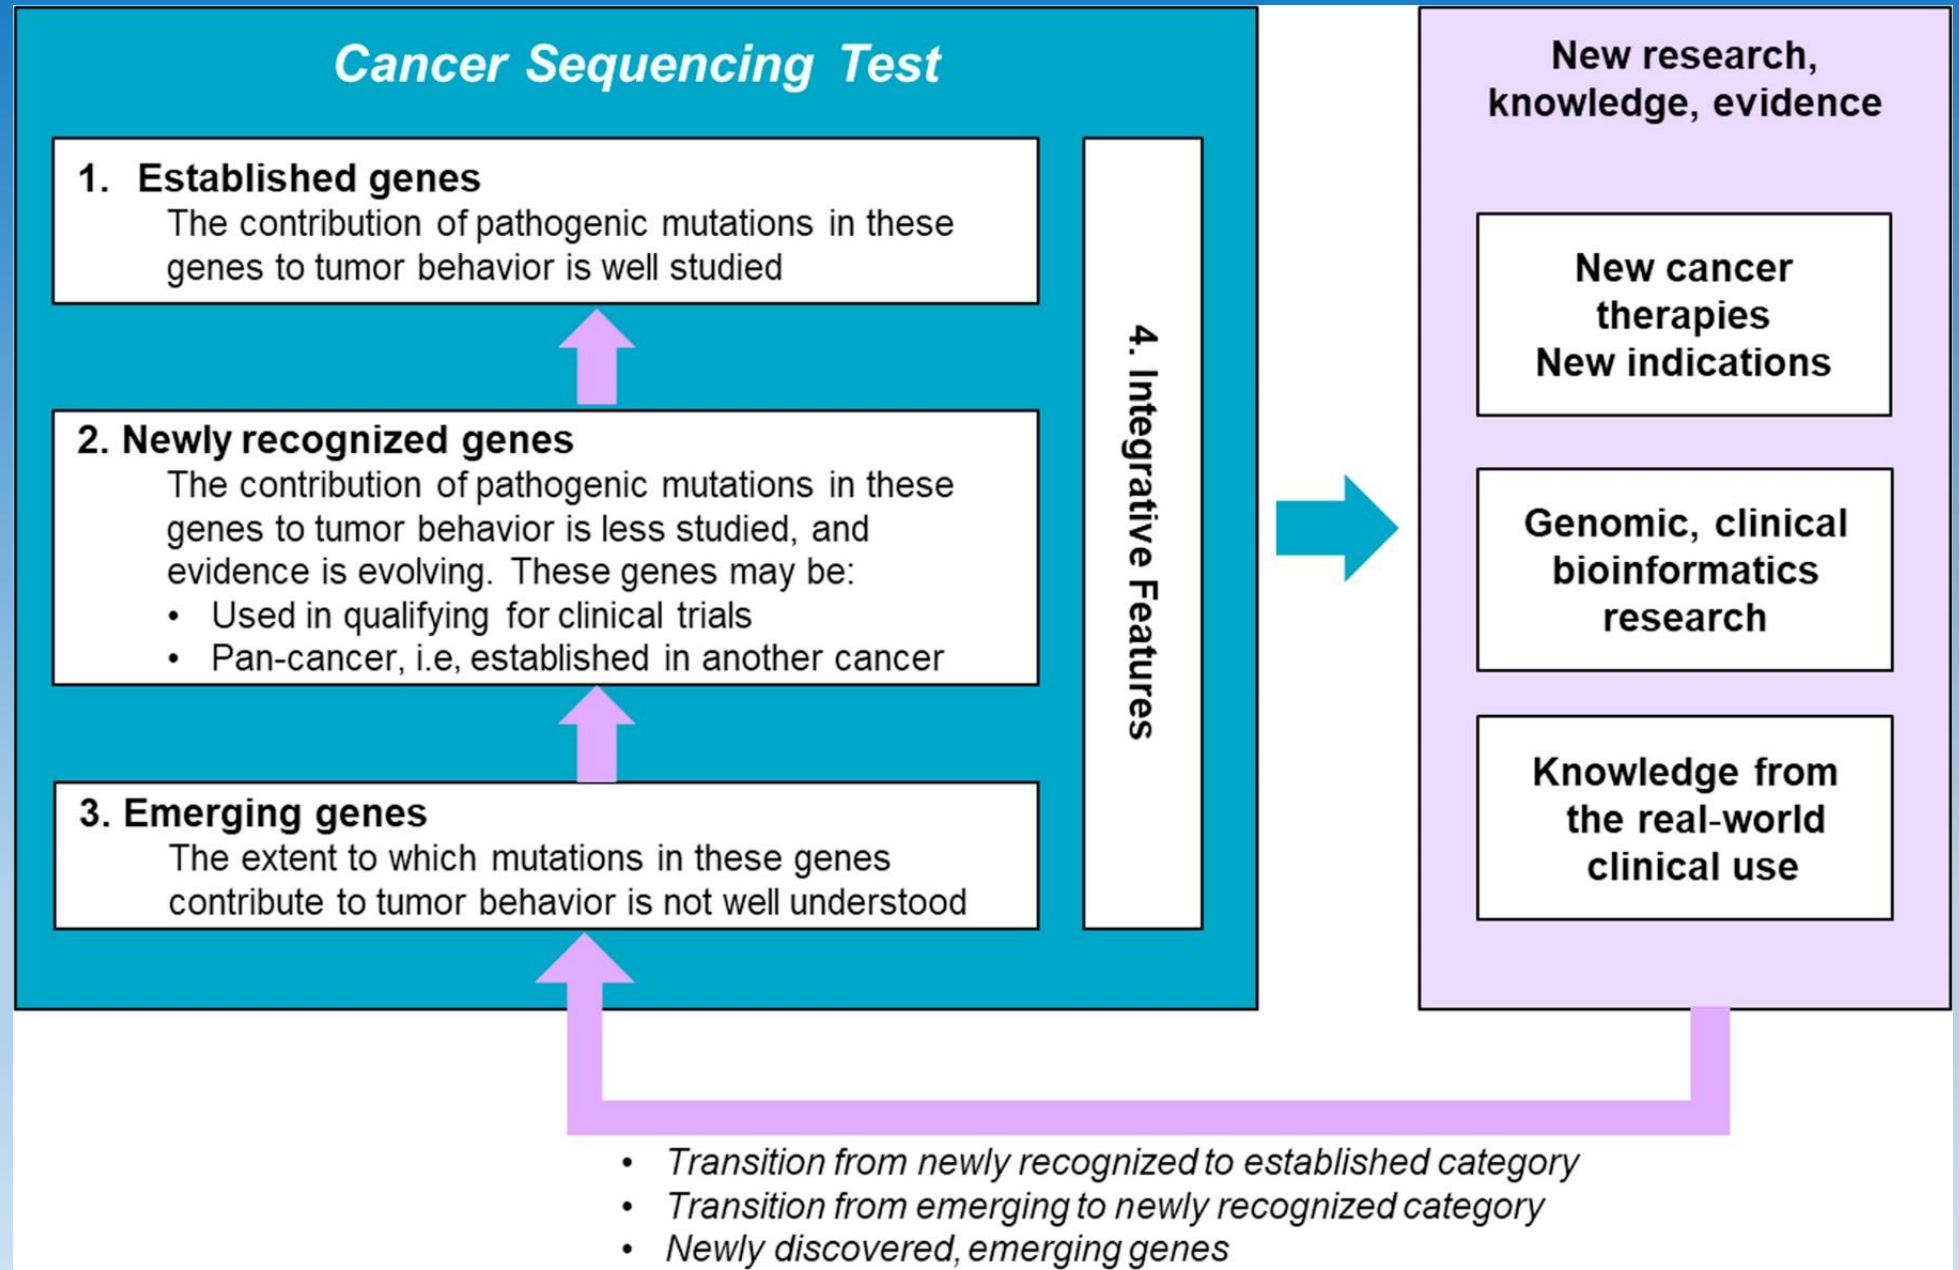 Cancer Sequencing Test
1. Established genes
The contribution of pathogenic mutations in these
genes to tumor behavior is well studied
2. Newly recognized genes
The contribution of pathogenic mutations in these
genes to tumor behavior is less studied, and
evidence is evolving. These genes may be:
• Used in qualifying for clinical trials
• Pan-cancer, i.e, established in another cancer
3. Emerging genes
The extent to which mutations in these genes
contribute to tumor behavior is not well understood
4. Integrative Features
New research,
knowledge, evidence
New cancer
therapies
New indications
Genomic, clinical
bioinformatics
research
Knowledge from
the real-world
clinical use
• Transition from newly recognized to established category
• Transition from emerging to newly recognized category
• Newly discovered, emerging genes